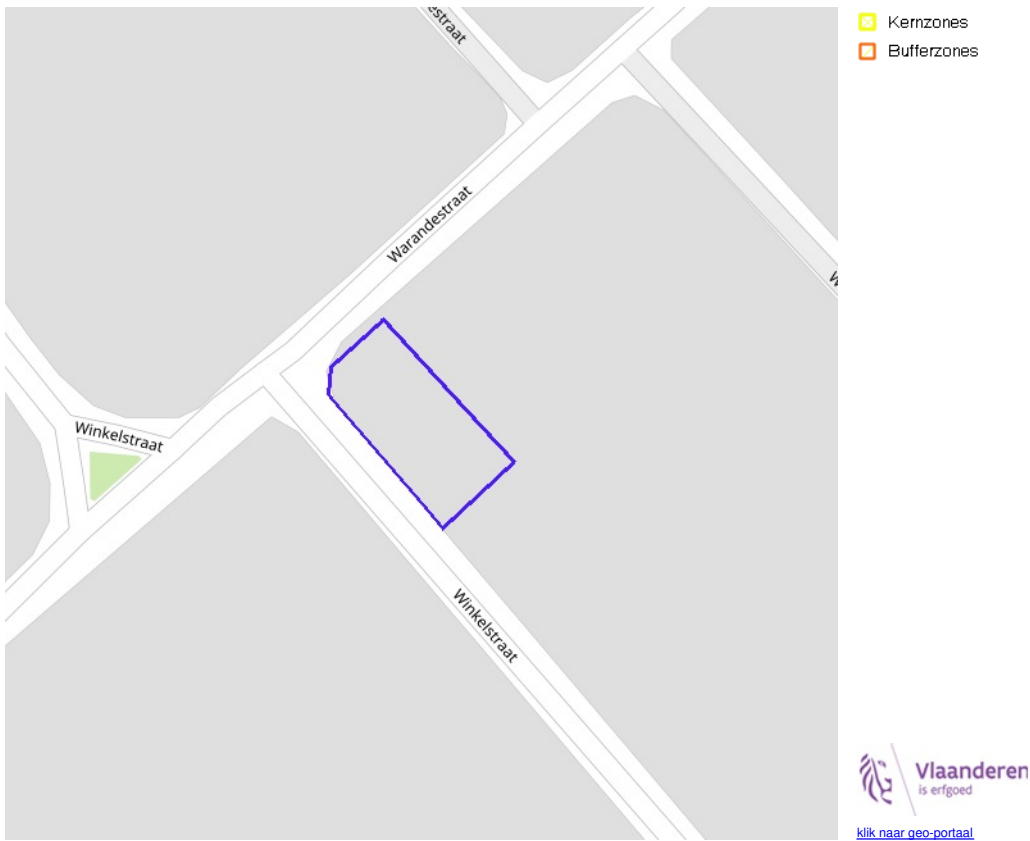 Kernzones
Bufferzones
estraat
Warandestraat
Winkelstraat
Winkelstraat
Vlaanderen
is erfgoed
klik naar geo-portaal